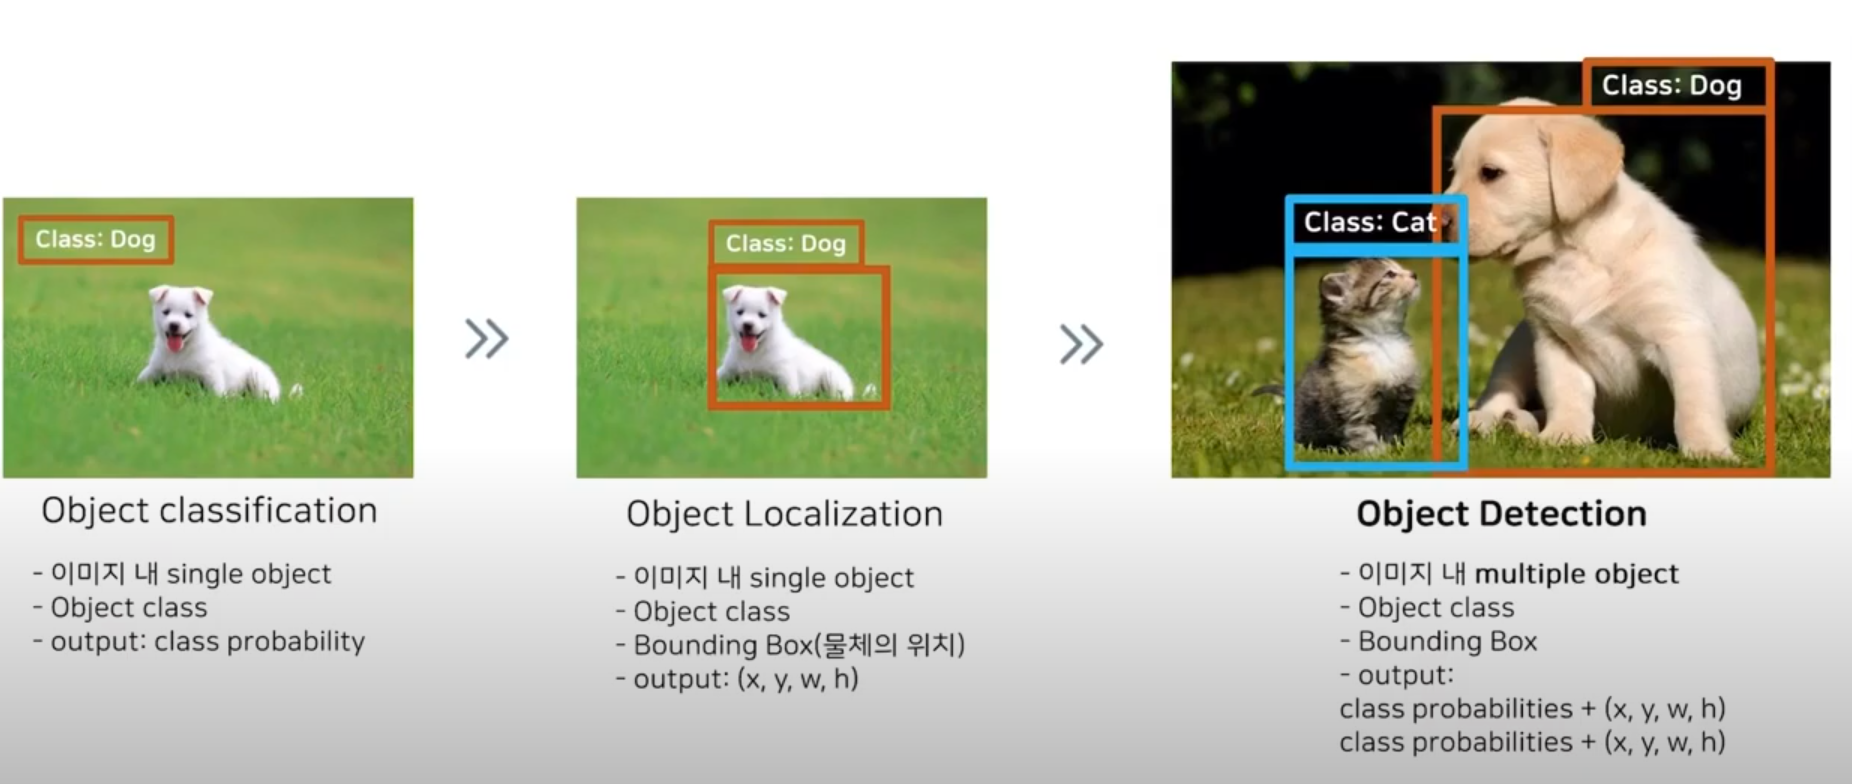 Class: Dog
Object classification
- 이미지 내 single object
- Object class
- output: class probability
Class: Dog
Object Localization
- 이미지 내 single object
- Object class
- Bounding Box(물체의 위치)
- output: (x, y, w, h)
Class: Dog
Class: Cat
Object Detection
- 이미지 내 multiple object
- Object class
- Bounding Box
- output:
class probabilities + (x, y, w, h)
class probabilities + (x, y, w, h)